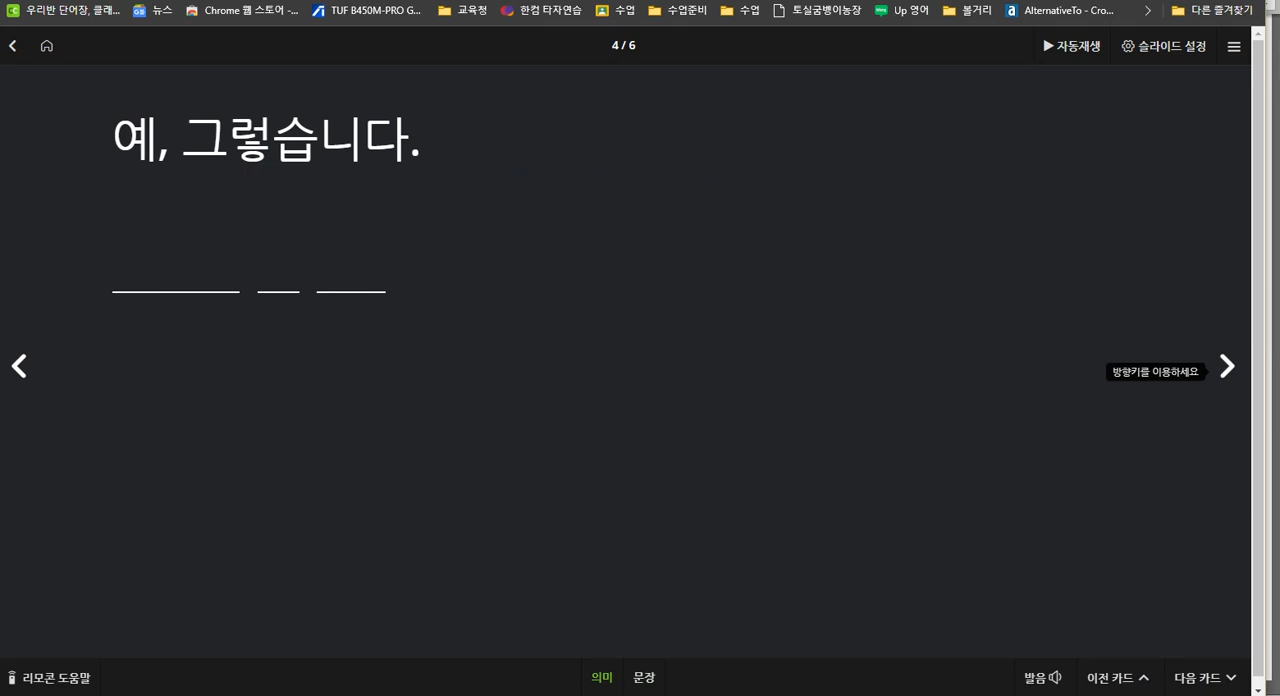 우리반 단어장, 클래... 뉴스 Chrome 웹 스토어 -... TUF B450M-PRO G... 교육청 한컴 타자연습 수업 수업준비 수업 토실굼벵이농장 Up 영어 볼거리 AlternativeTo - Cro... 다른 즐겨찾기
4 / 6 자동재생 슬라이드 설정
예, 그렇습니다.
방향키를 이용하세요
리모콘 도움말 의미 문장 발음 이전 카드 다음 카드